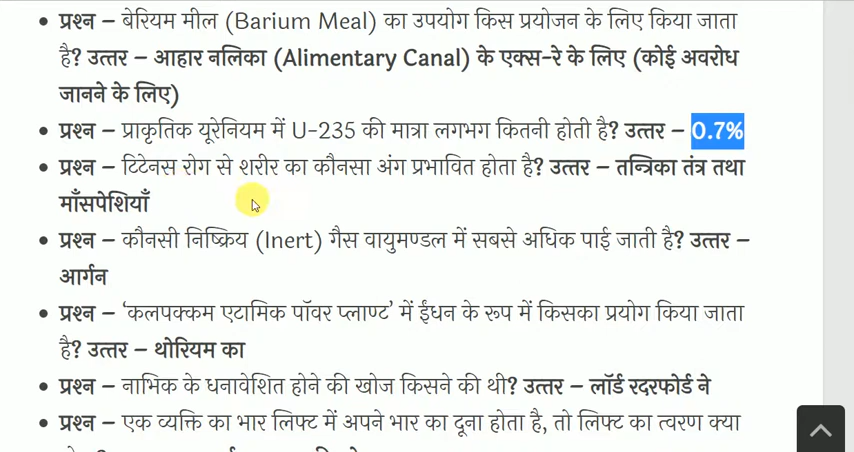 • प्रश्न – बेरियम मील (Barium Meal) का उपयोग किस प्रयोजन के लिए किया जाता
है? उत्तर – आहार नलिका (Alimentary Canal) के एक्स-रे के लिए (कोई अवरोध
जानने के लिए)
• प्रश्न – प्राकृतिक यूरेनियम में U-235 की मात्रा लगभग कितनी होती है? उत्तर – 0.7%
• प्रश्न – टिटेनस रोग से शरीर का कौनसा अंग प्रभावित होता है? उत्तर – तन्त्रिका तंत्र तथा
माँसपेशियाँ
• प्रश्न – कौनसी निष्क्रिय (Inert) गैस वायुमण्डल में सबसे अधिक पाई जाती है? उत्तर –
आर्गन
• प्रश्न – ‘कलपक्कम एटामिक पॉवर प्लाण्ट’ में ईंधन के रूप में किसका प्रयोग किया जाता
है? उत्तर – थोरियम का
• प्रश्न – नाभिक के धनावेशित होने की खोज किसने की थी? उत्तर – लॉर्ड रदरफोर्ड ने
• प्रश्न – एक व्यक्ति का भार लिफ्ट में अपने भार का दूना होता है, तो लिफ्ट का त्वरण क्या